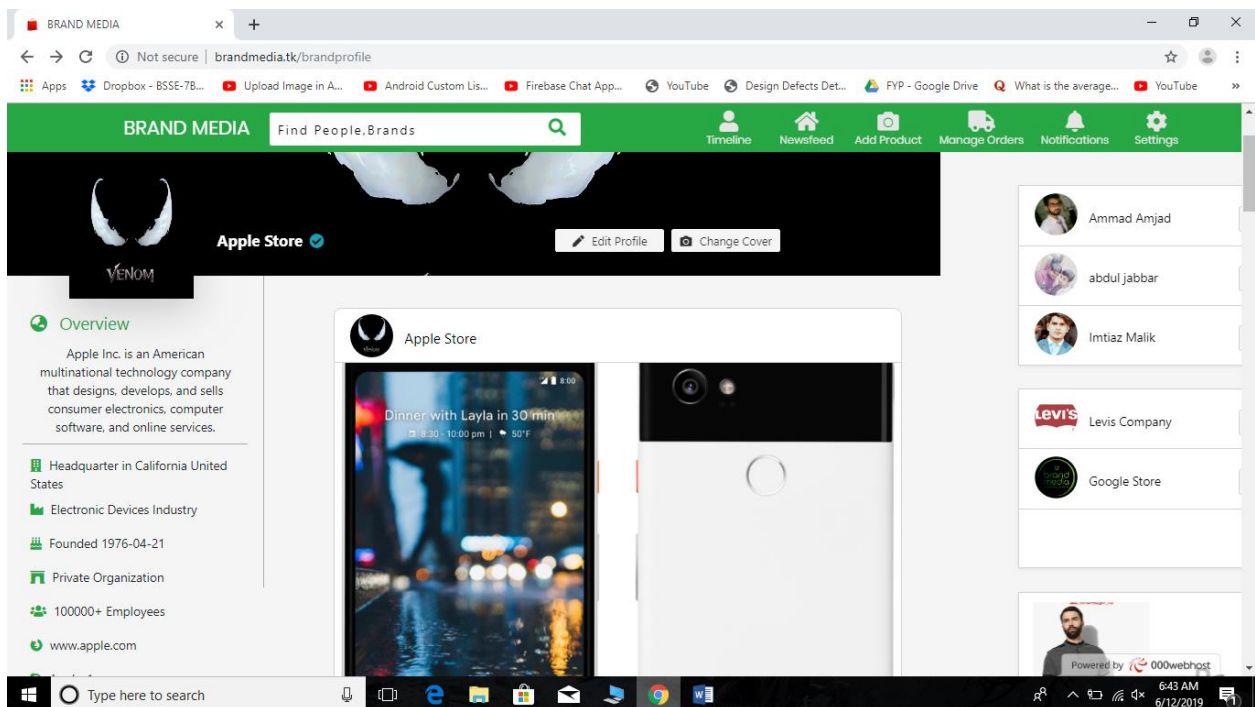 BRAND MEDIA
Not secure | brandmedia.tk/brandprofile
Apps Dropbox - BSSE-7B... Upload Image in A... Android Custom Lis... Firebase Chat App... YouTube Design Defects Det... FYP - Google Drive What is the average... YouTube »
BRAND MEDIA Find People,Brands Timeline Newsfeed Add Product Manage Orders Notifications Settings
VENOM
Apple Store
Edit Profile Change Cover
Overview
Apple Inc. is an American
multinational technology company
that designs, develops, and sells
consumer electronics, computer
software, and online services.
Headquarter in California United
States
Electronic Devices Industry
Founded 1976-04-21
Private Organization
100000+ Employees
www.apple.com
Apple Store
8:00
Dinner with Layla in 30 min
8:30 - 10:00 pm | 50°F
Ammad Amjad
abdul jabbar
Imtiaz Malik
LEVI'S
Levis Company
brand
media
Google Store
Powered by 000webhost
Type here to search
6:43 AM
6/12/2019